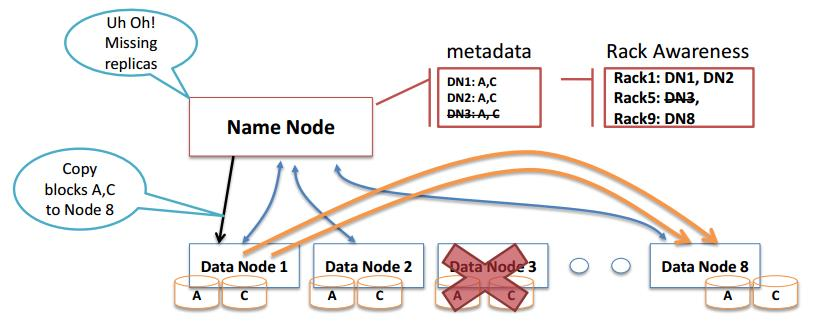 Uh Oh!
Missing
replicas
metadata
Rack Awareness
DN1: A,C
DN2: A,C
DN3: A, C
Rack1: DN1, DN2
Rack5: DN3,
Rack9: DN8
Name Node
Copy
blocks A,C
to Node 8
Data Node 1
Data Node 2
Data Node 3
Data Node 8
A
C
A
C
A
C
A
C